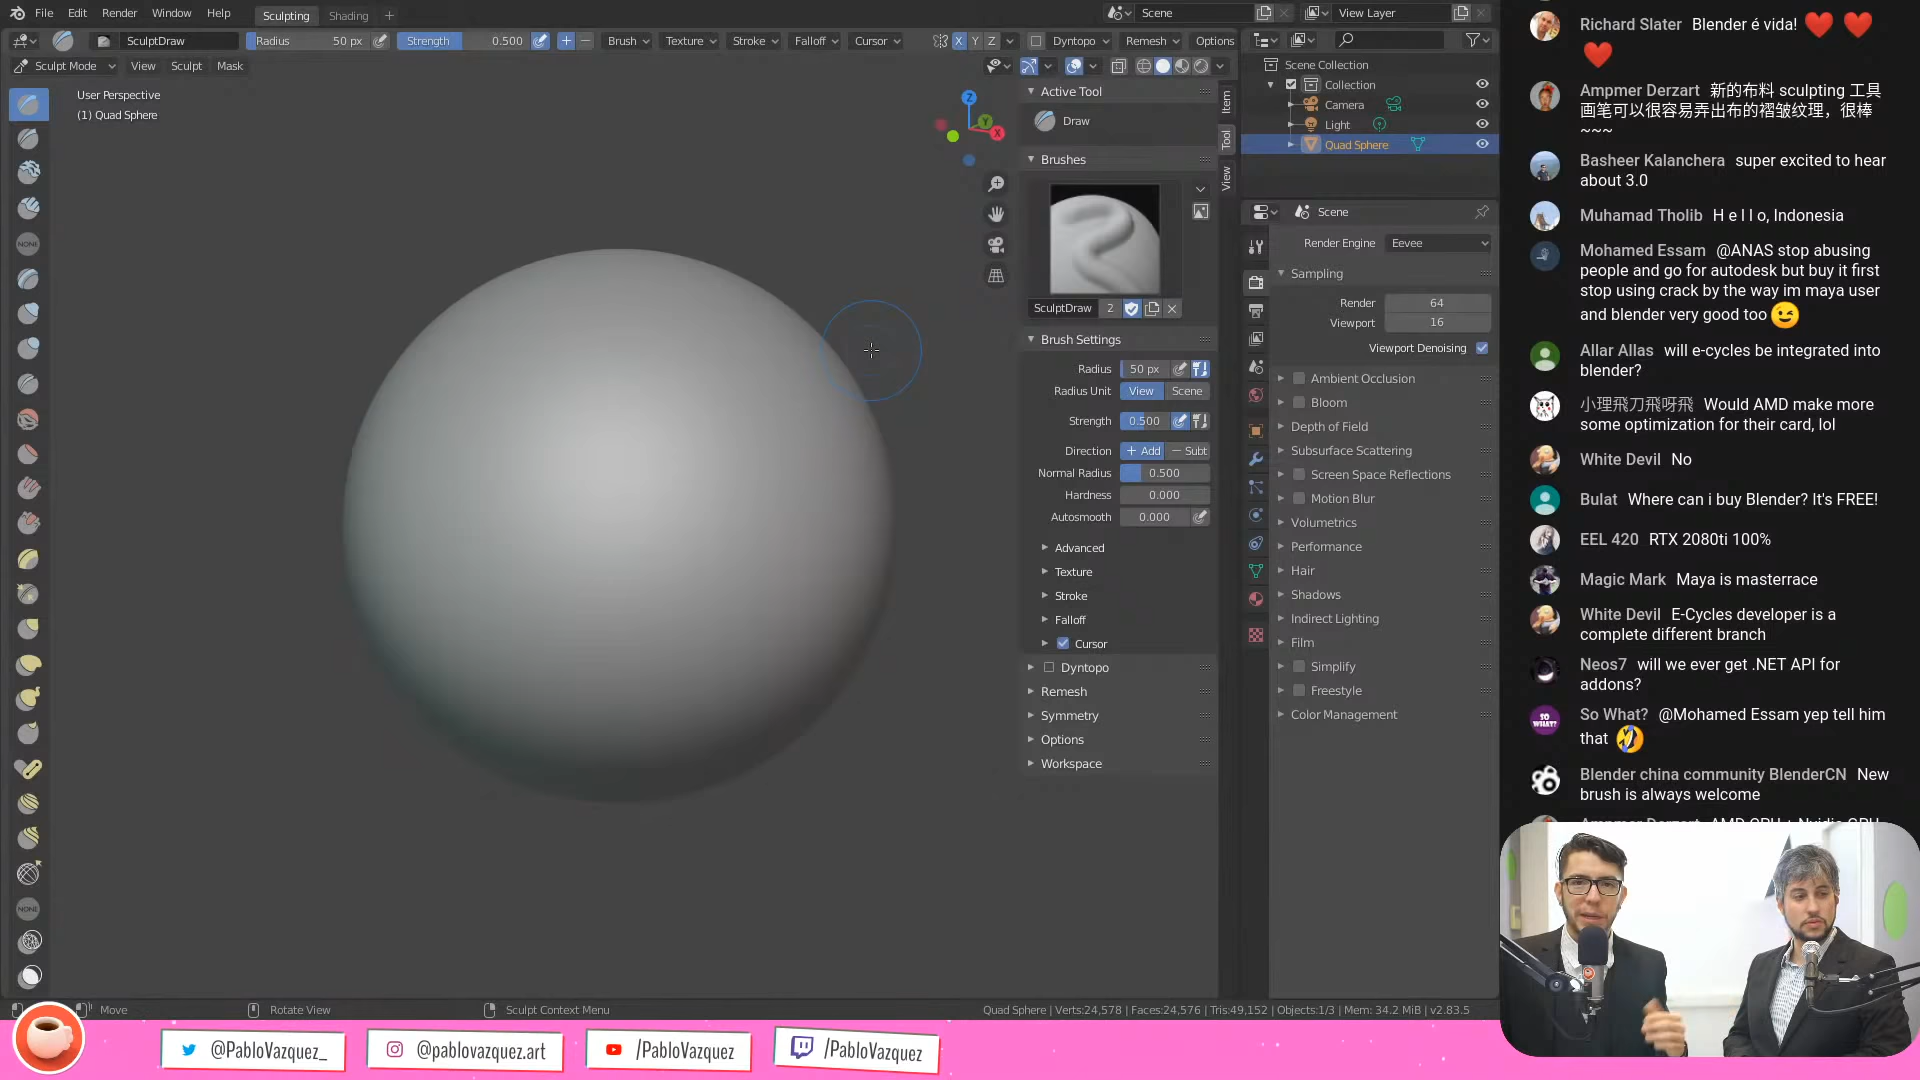 File Edit Render Window Help Sculpting Shading + Scene View Layer
SculptDraw Radius 50 px Strength 0.500 Brush Texture Stroke Falloff Cursor X Y Z Dyntopo Remesh Options
Sculpt Mode View Sculpt Mask
User Perspective
(1) Quad Sphere
Z
Y
X
Active Tool
Draw
Brushes
SculptDraw 2
Brush Settings
Radius 50 px
Radius Unit View Scene
Strength 0.500
Direction + Add − Subt
Normal Radius 0.500
Hardness 0.000
Autosmooth 0.000
Advanced
Texture
Stroke
Falloff
Cursor
Dyntopo
Remesh
Symmetry
Options
Workspace
Item
Tool
View
NONE
NONE
Scene Collection
Collection
Camera
Light
Quad Sphere
Scene
Render Engine Eevee
Sampling
Render 64
Viewport 16
Viewport Denoising
Ambient Occlusion
Bloom
Depth of Field
Subsurface Scattering
Screen Space Reflections
Motion Blur
Volumetrics
Performance
Hair
Shadows
Indirect Lighting
Film
Simplify
Freestyle
Color Management
Richard Slater Blender é vida! ❤️ ❤️
❤️
Ampmer Derzart 新的布料 sculpting 工具
画笔可以很容易弄出布的褶皱纹理，很棒
~~~
Basheer Kalanchera super excited to hear
about 3.0
Muhamad Tholib H e l l o, Indonesia
Mohamed Essam @ANAS stop abusing
people and go for autodesk but buy it first
stop using crack by the way im maya user
and blender very good too 😉
Allar Allas will e-cycles be integrated into
blender?
小理飛刀飛呀飛 Would AMD make more
some optimization for their card, lol
White Devil No
Bulat Where can i buy Blender? It's FREE!
EEL 420 RTX 2080ti 100%
Magic Mark Maya is masterrace
White Devil E-Cycles developer is a
complete different branch
Neos7 will we ever get .NET API for
addons?
SO WHAT?
So What? @Mohamed Essam yep tell him
that 🤣
Blender china community BlenderCN New
brush is always welcome
Move Rotate View Sculpt Context Menu
Quad Sphere | Verts:24,578 | Faces:24,576 | Tris:49,152 | Objects:1/3 | Mem: 34.2 MiB | v2.83.5
@PabloVazquez_ @pablovazquez.art /PabloVazquez /PabloVazquez